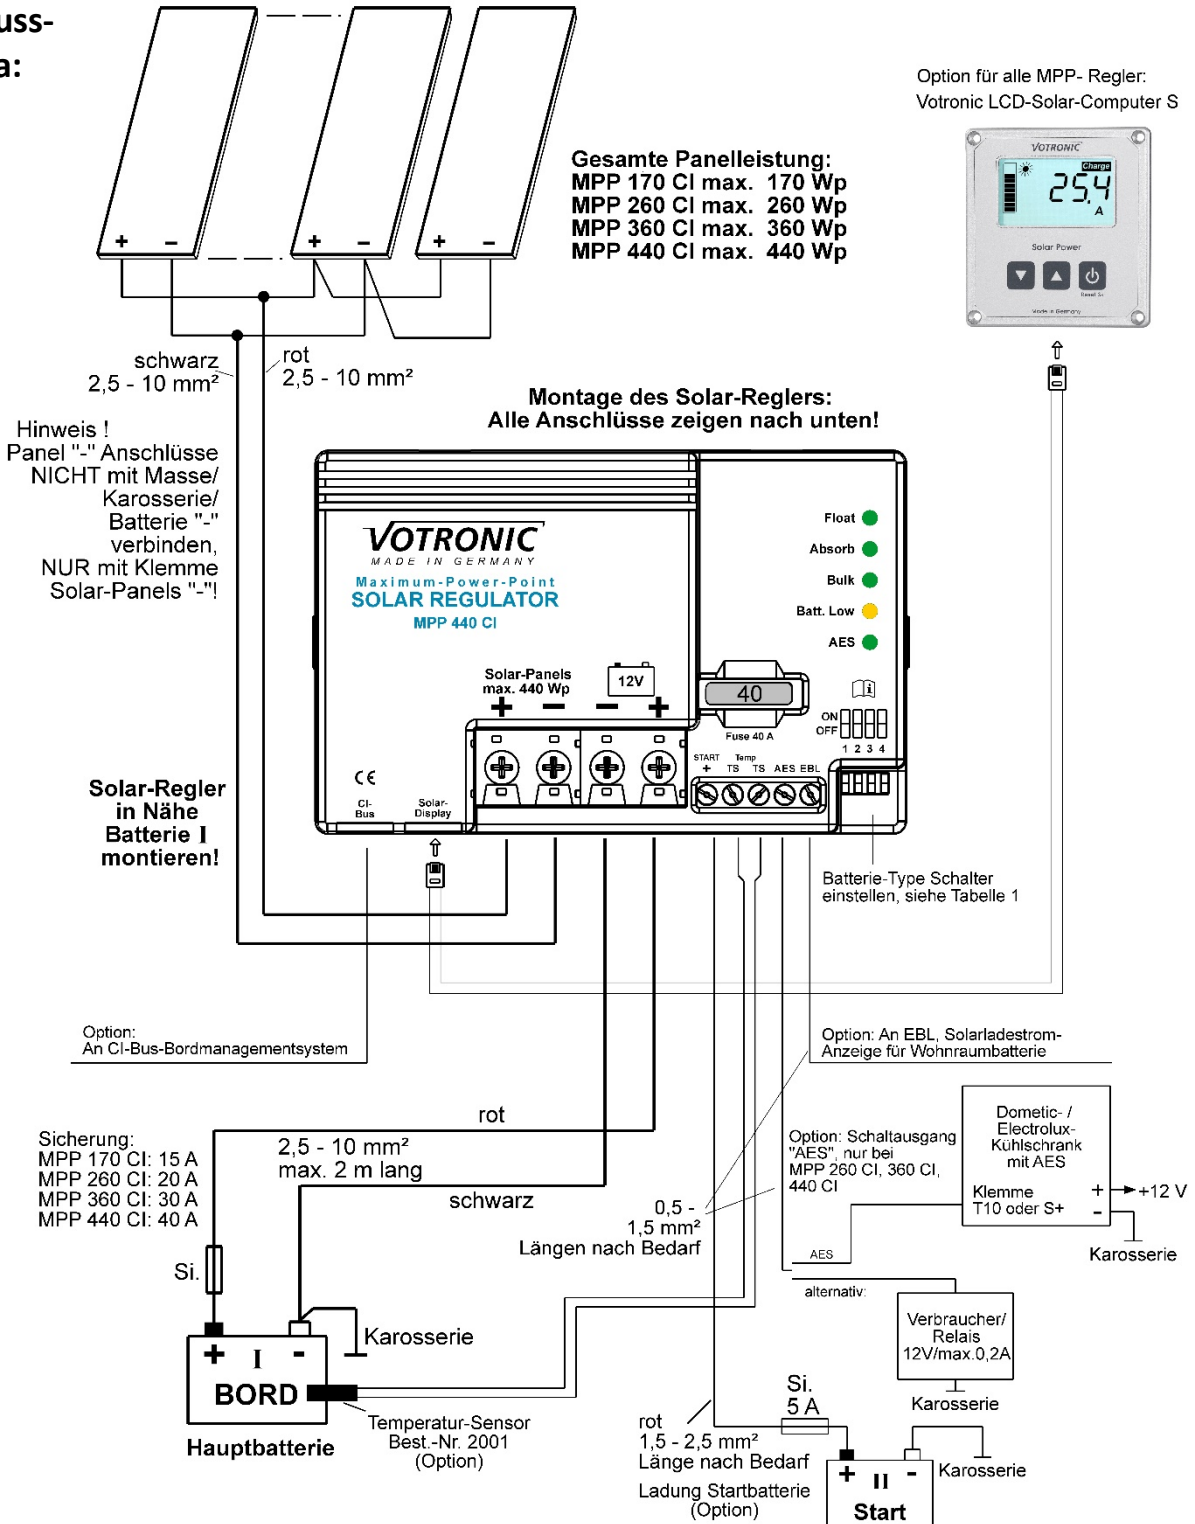 uss-
a:
Option für alle MPP- Regler:
Votronic LCD-Solar-Computer S
VOTRONIC
Charge
25.4
A
Solar Power
Reset S+
Made in Germany
Gesamte Panelleistung:
MPP 170 CI max. 170 Wp
MPP 260 CI max. 260 Wp
MPP 360 CI max. 360 Wp
MPP 440 CI max. 440 Wp
+ − + − + −
schwarz
2,5 - 10 mm²
rot
2,5 - 10 mm²
Hinweis !
Panel "-" Anschlüsse
NICHT mit Masse/
Karosserie/
Batterie "-"
verbinden,
NUR mit Klemme
Solar-Panels "-"!
Montage des Solar-Reglers:
Alle Anschlüsse zeigen nach unten!
VOTRONIC
MADE IN GERMANY
Maximum-Power-Point
SOLAR REGULATOR
MPP 440 CI
Float
Absorb
Bulk
Batt. Low
AES
Solar-Panels
max. 440 Wp
12V
+ − − +
40
Fuse 40 A
i
ON
OFF
1 2 3 4
START
+
Temp
TS TS AES EBL
CE
CI-
Bus
Solar-
Display
Solar-Regler
in Nähe
Batterie I
montieren!
Batterie-Type Schalter
einstellen, siehe Tabelle 1
Option:
An CI-Bus-Bordmanagementsystem
Option: An EBL, Solarladestrom-
Anzeige für Wohnraumbatterie
Sicherung:
MPP 170 CI: 15 A
MPP 260 CI: 20 A
MPP 360 CI: 30 A
MPP 440 CI: 40 A
rot
2,5 - 10 mm²
max. 2 m lang
schwarz
Option: Schaltausgang
"AES", nur bei
MPP 260 CI, 360 CI,
440 CI
Dometic- /
Electrolux-
Kühlschrank
mit AES
Klemme
T10 oder S+
+
-
+12 V
Karosserie
0,5 -
1,5 mm²
Längen nach Bedarf
AES
alternativ:
Verbraucher/
Relais
12V/max.0,2A
Karosserie
Si.
Karosserie
+ I -
BORD
Hauptbatterie
Temperatur-Sensor
Best.-Nr. 2001
(Option)
rot
1,5 - 2,5 mm²
Länge nach Bedarf
Ladung Startbatterie
(Option)
Si.
5 A
Karosserie
+ II -
Start